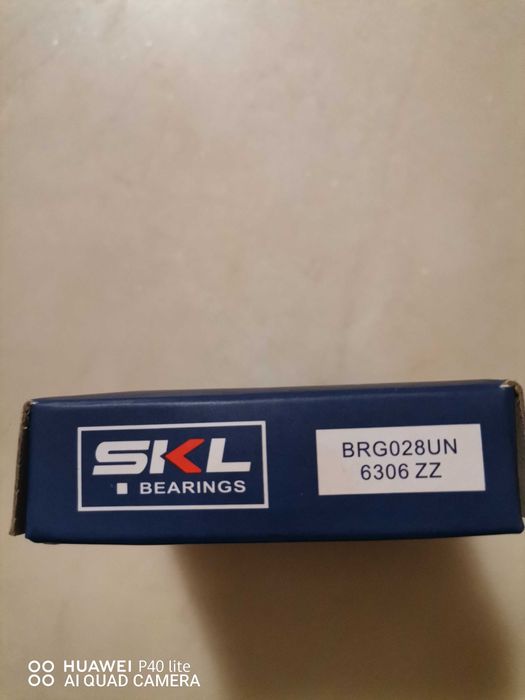 SKL
BEARINGS
BRG028UN
6306 ZZ
HUAWEI P40 lite
AI QUAD CAMERA